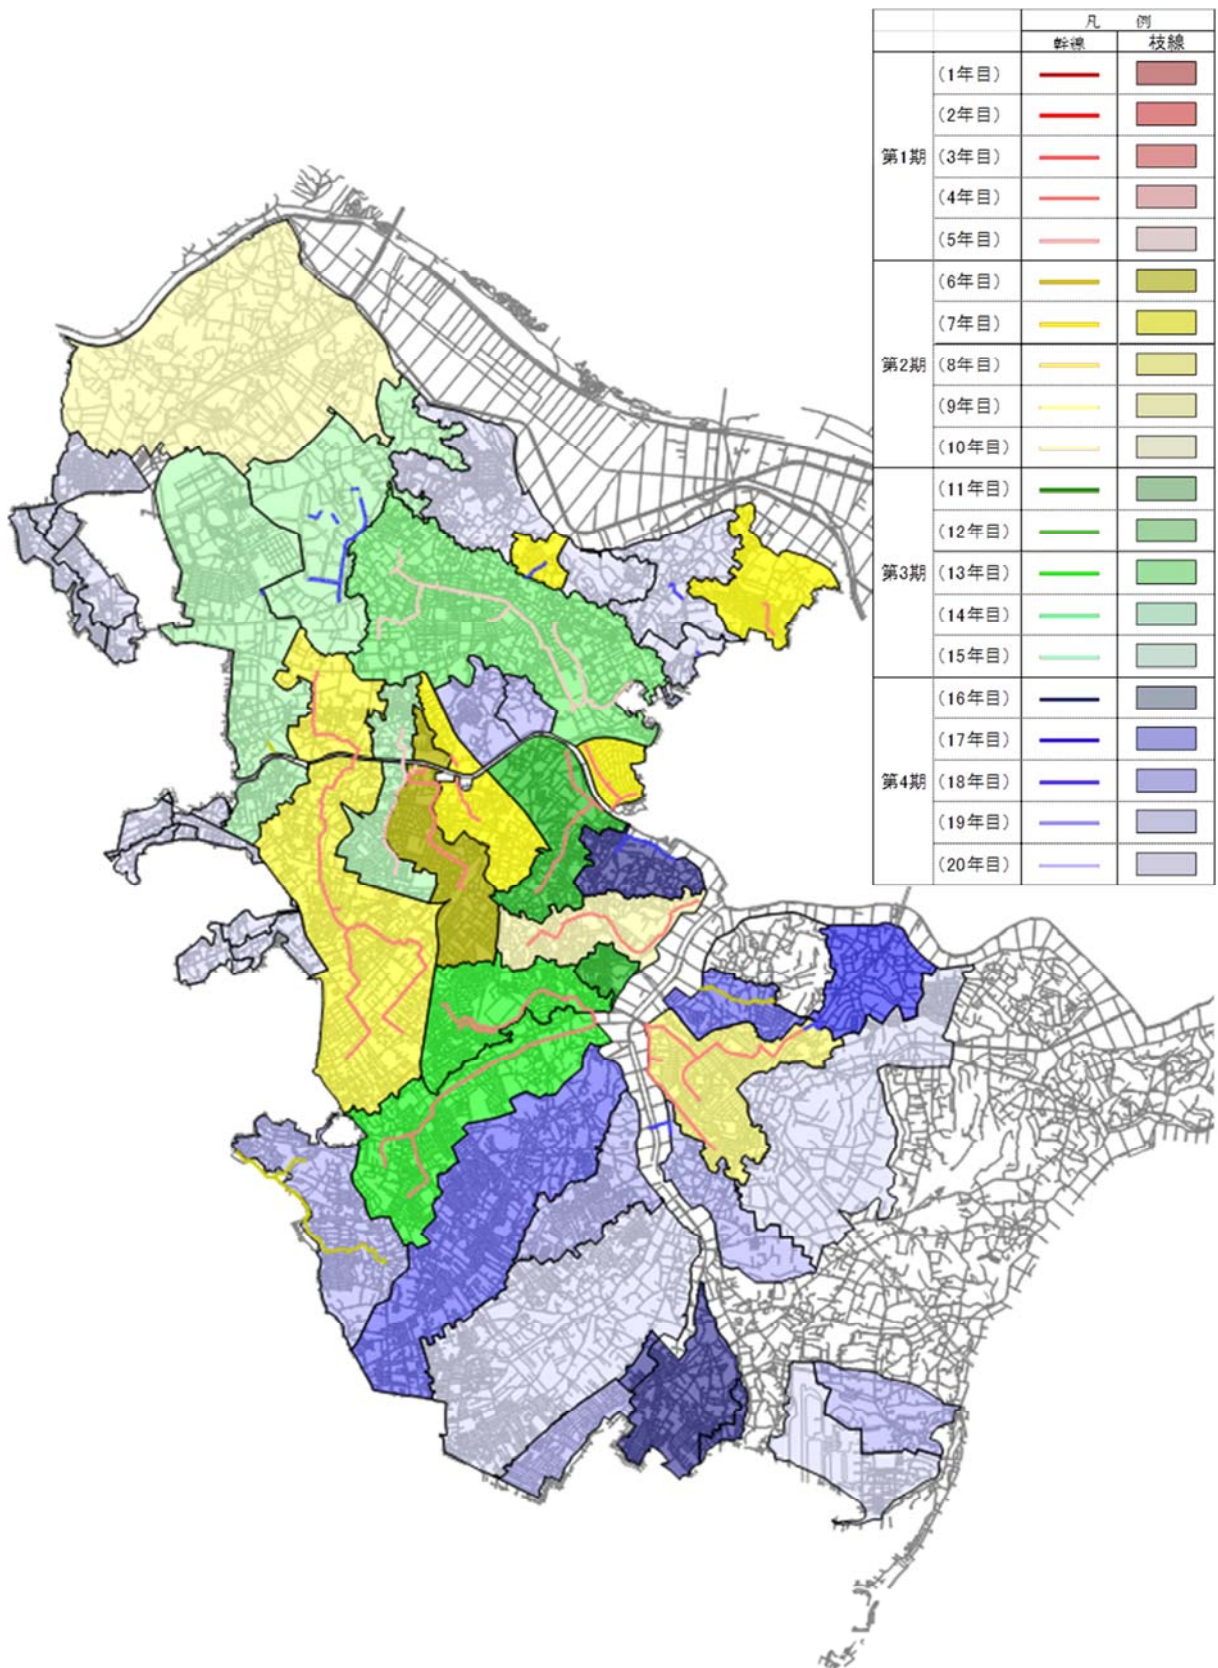 凡 例
幹線 枝線
第1期
(1年目)
(2年目)
(3年目)
(4年目)
(5年目)
第2期
(6年目)
(7年目)
(8年目)
(9年目)
(10年目)
第3期
(11年目)
(12年目)
(13年目)
(14年目)
(15年目)
第4期
(16年目)
(17年目)
(18年目)
(19年目)
(20年目)